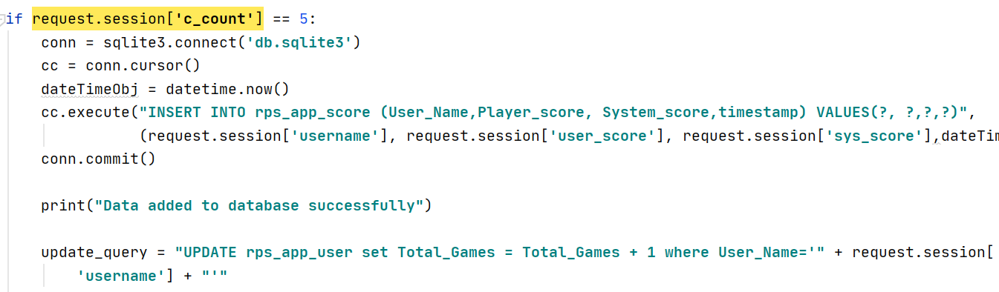 if request.session['c_count'] == 5:
conn = sqlite3.connect('db.sqlite3')
cc = conn.cursor()
dateTimeObj = datetime.now()
cc.execute("INSERT INTO rps_app_score (User_Name,Player_score, System_score,timestamp) VALUES(?, ?,?,?)",
(request.session['username'], request.session['user_score'], request.session['sys_score'],dateTim
conn.commit()
print("Data added to database successfully")
update_query = "UPDATE rps_app_user set Total_Games = Total_Games + 1 where User_Name='" + request.session[
'username'] + "'"